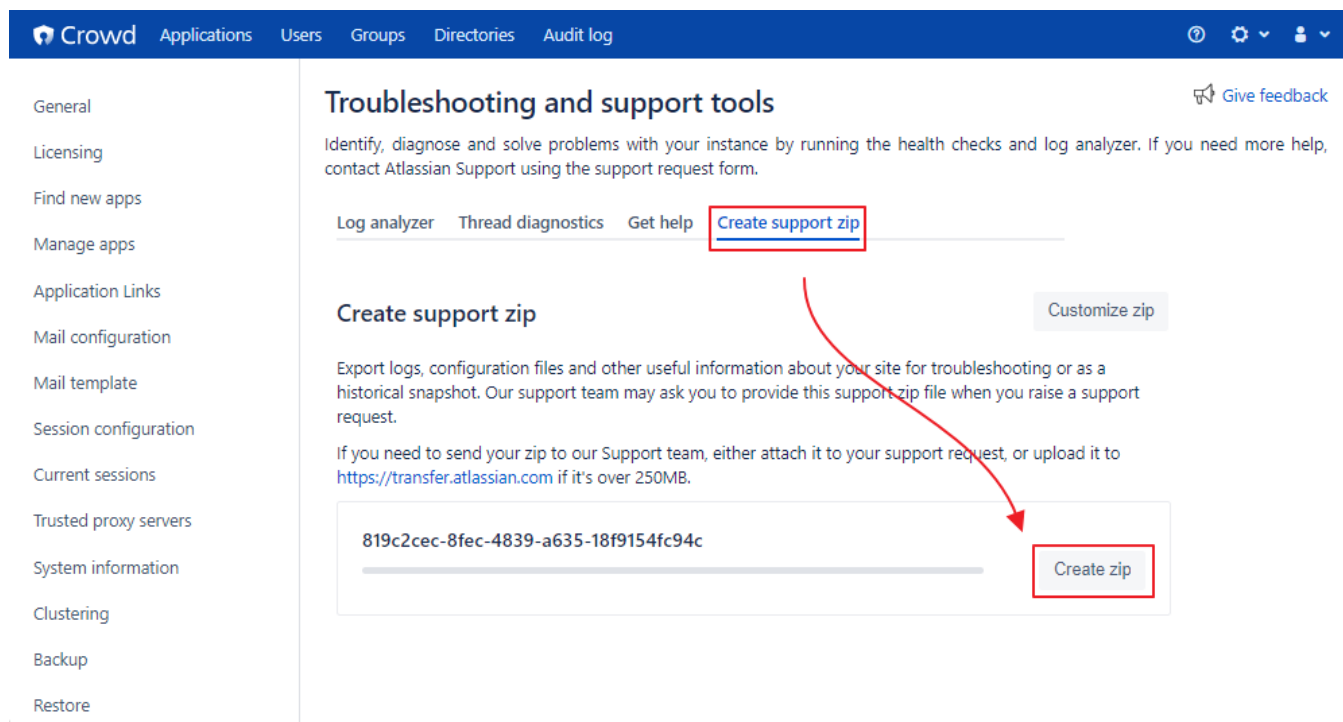 Crowd Applications Users Groups Directories Audit log
General
Licensing
Find new apps
Manage apps
Application Links
Mail configuration
Mail template
Session configuration
Current sessions
Trusted proxy servers
System information
Clustering
Backup
Restore
Troubleshooting and support tools
Give feedback
Identify, diagnose and solve problems with your instance by running the health checks and log analyzer. If you need more help,
contact Atlassian Support using the support request form.
Log analyzer Thread diagnostics Get help Create support zip
Create support zip
Customize zip
Export logs, configuration files and other useful information about your site for troubleshooting or as a
historical snapshot. Our support team may ask you to provide this support zip file when you raise a support
request.
If you need to send your zip to our Support team, either attach it to your support request, or upload it to
https://transfer.atlassian.com if it's over 250MB.
819c2cec-8fec-4839-a635-18f9154fc94c
Create zip